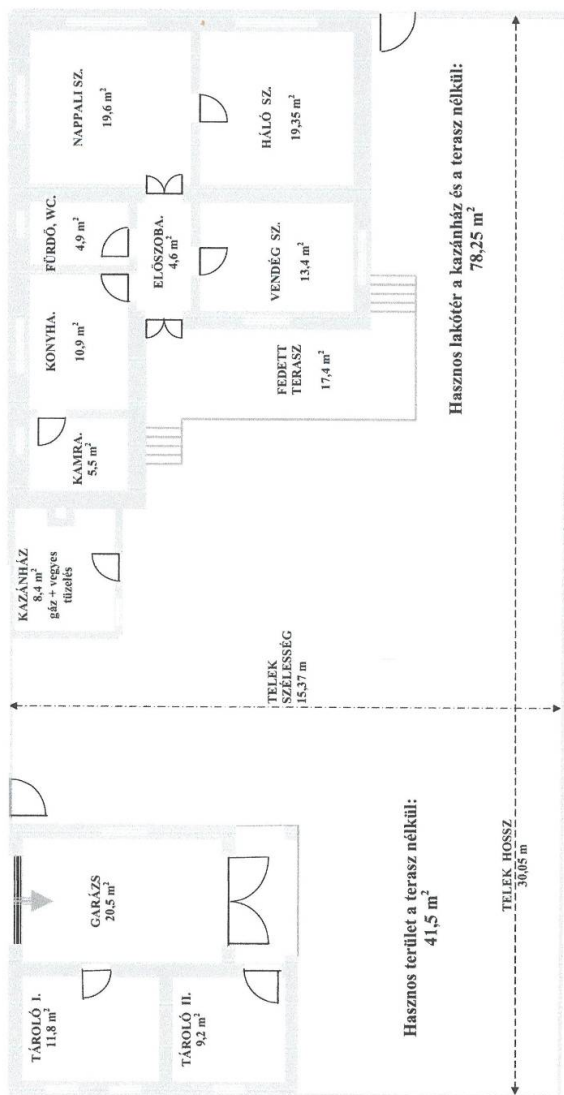 NAPPALI SZ.
19,6 m²
HÁLÓ SZ.
19,35 m²
FÜRDŐ, WC.
4,9 m²
ELŐSZOBA.
4,6 m²
VENDÉG SZ.
13,4 m²
KONYHA.
10,9 m²
FEDETT
TERASZ
17,4 m²
KAMRA.
5,5 m²
KAZÁNHÁZ
8,4 m²
gáz + vegyes
tüzelés
Hasznos lakótér a kazánház és a terasz nélkül:
78,25 m²
TELEK
SZÉLESSÉG
15,37 m
GARÁZS
20,5 m²
TÁROLÓ I.
11,8 m²
TÁROLÓ II.
9,2 m²
Hasznos terület a terasz nélkül:
41,5 m²
TELEK HOSSZ
30,05 m